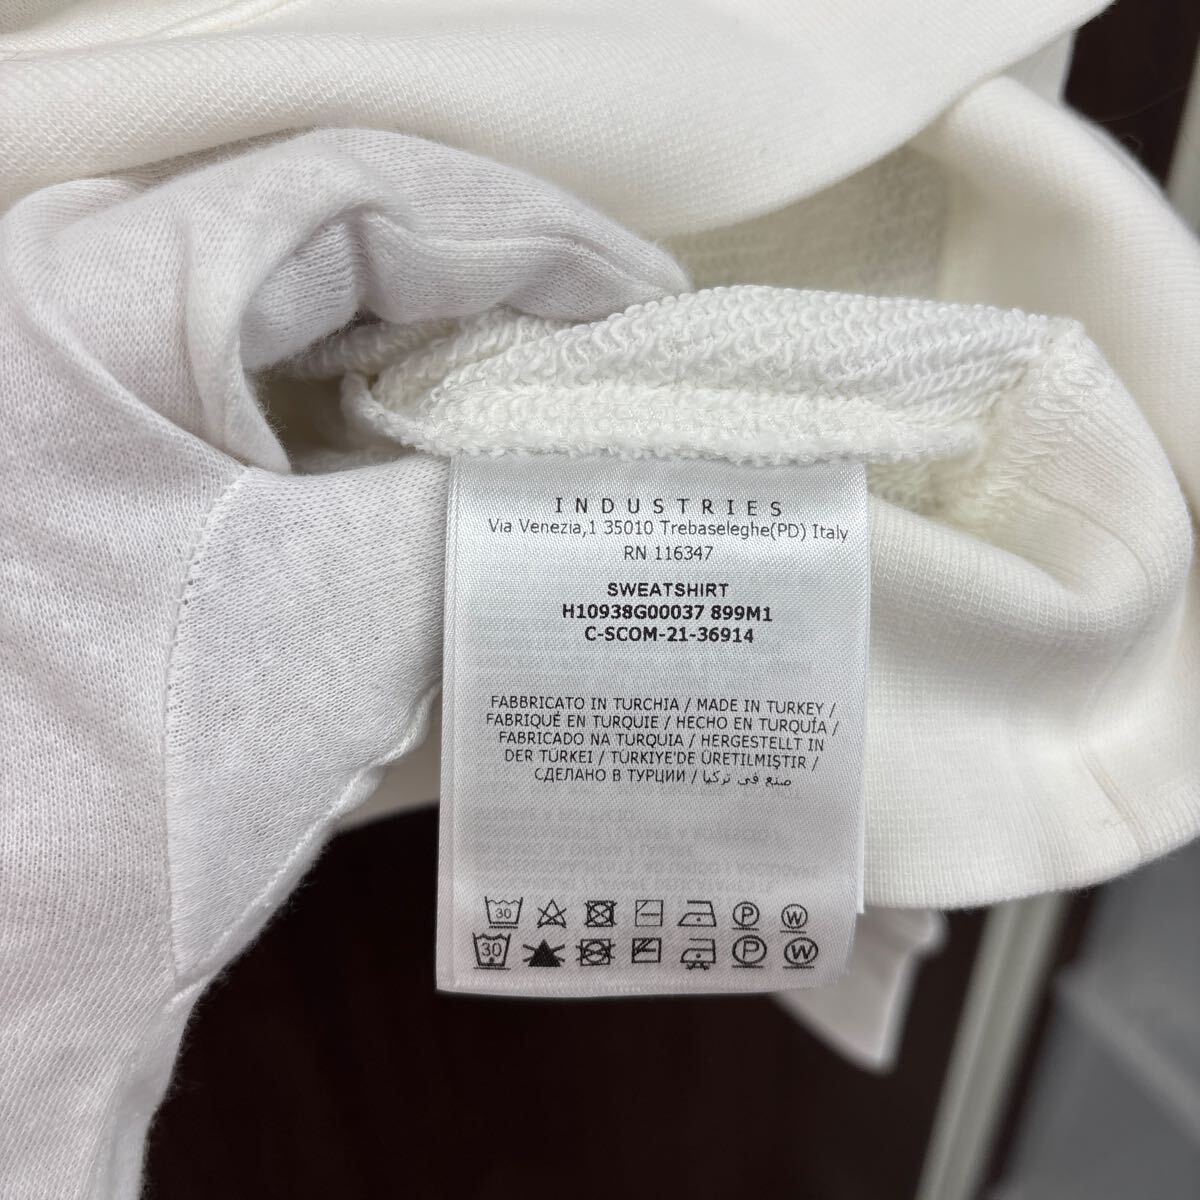 INDUSTRIES
Via Venezia,1 35010 Trebaseleghe(PD) Italy
RN 116347
SWEATSHIRT
H10938G00037 899M1
C-SCOM-21-36914
FABBRICATO IN TURCHIA / MADE IN TURKEY /
FABRIQUÉ EN TURQUIE / HECHO EN TURQUÍA /
FABRICADO NA TURQUIA / HERGESTELLT IN
DER TÜRKEI / TÜRKIYE'DE ÜRETILMIŞTIR /
СДЕЛАНО В ТУРЦИИ / صنع في تركيا
30 P W
30 P W